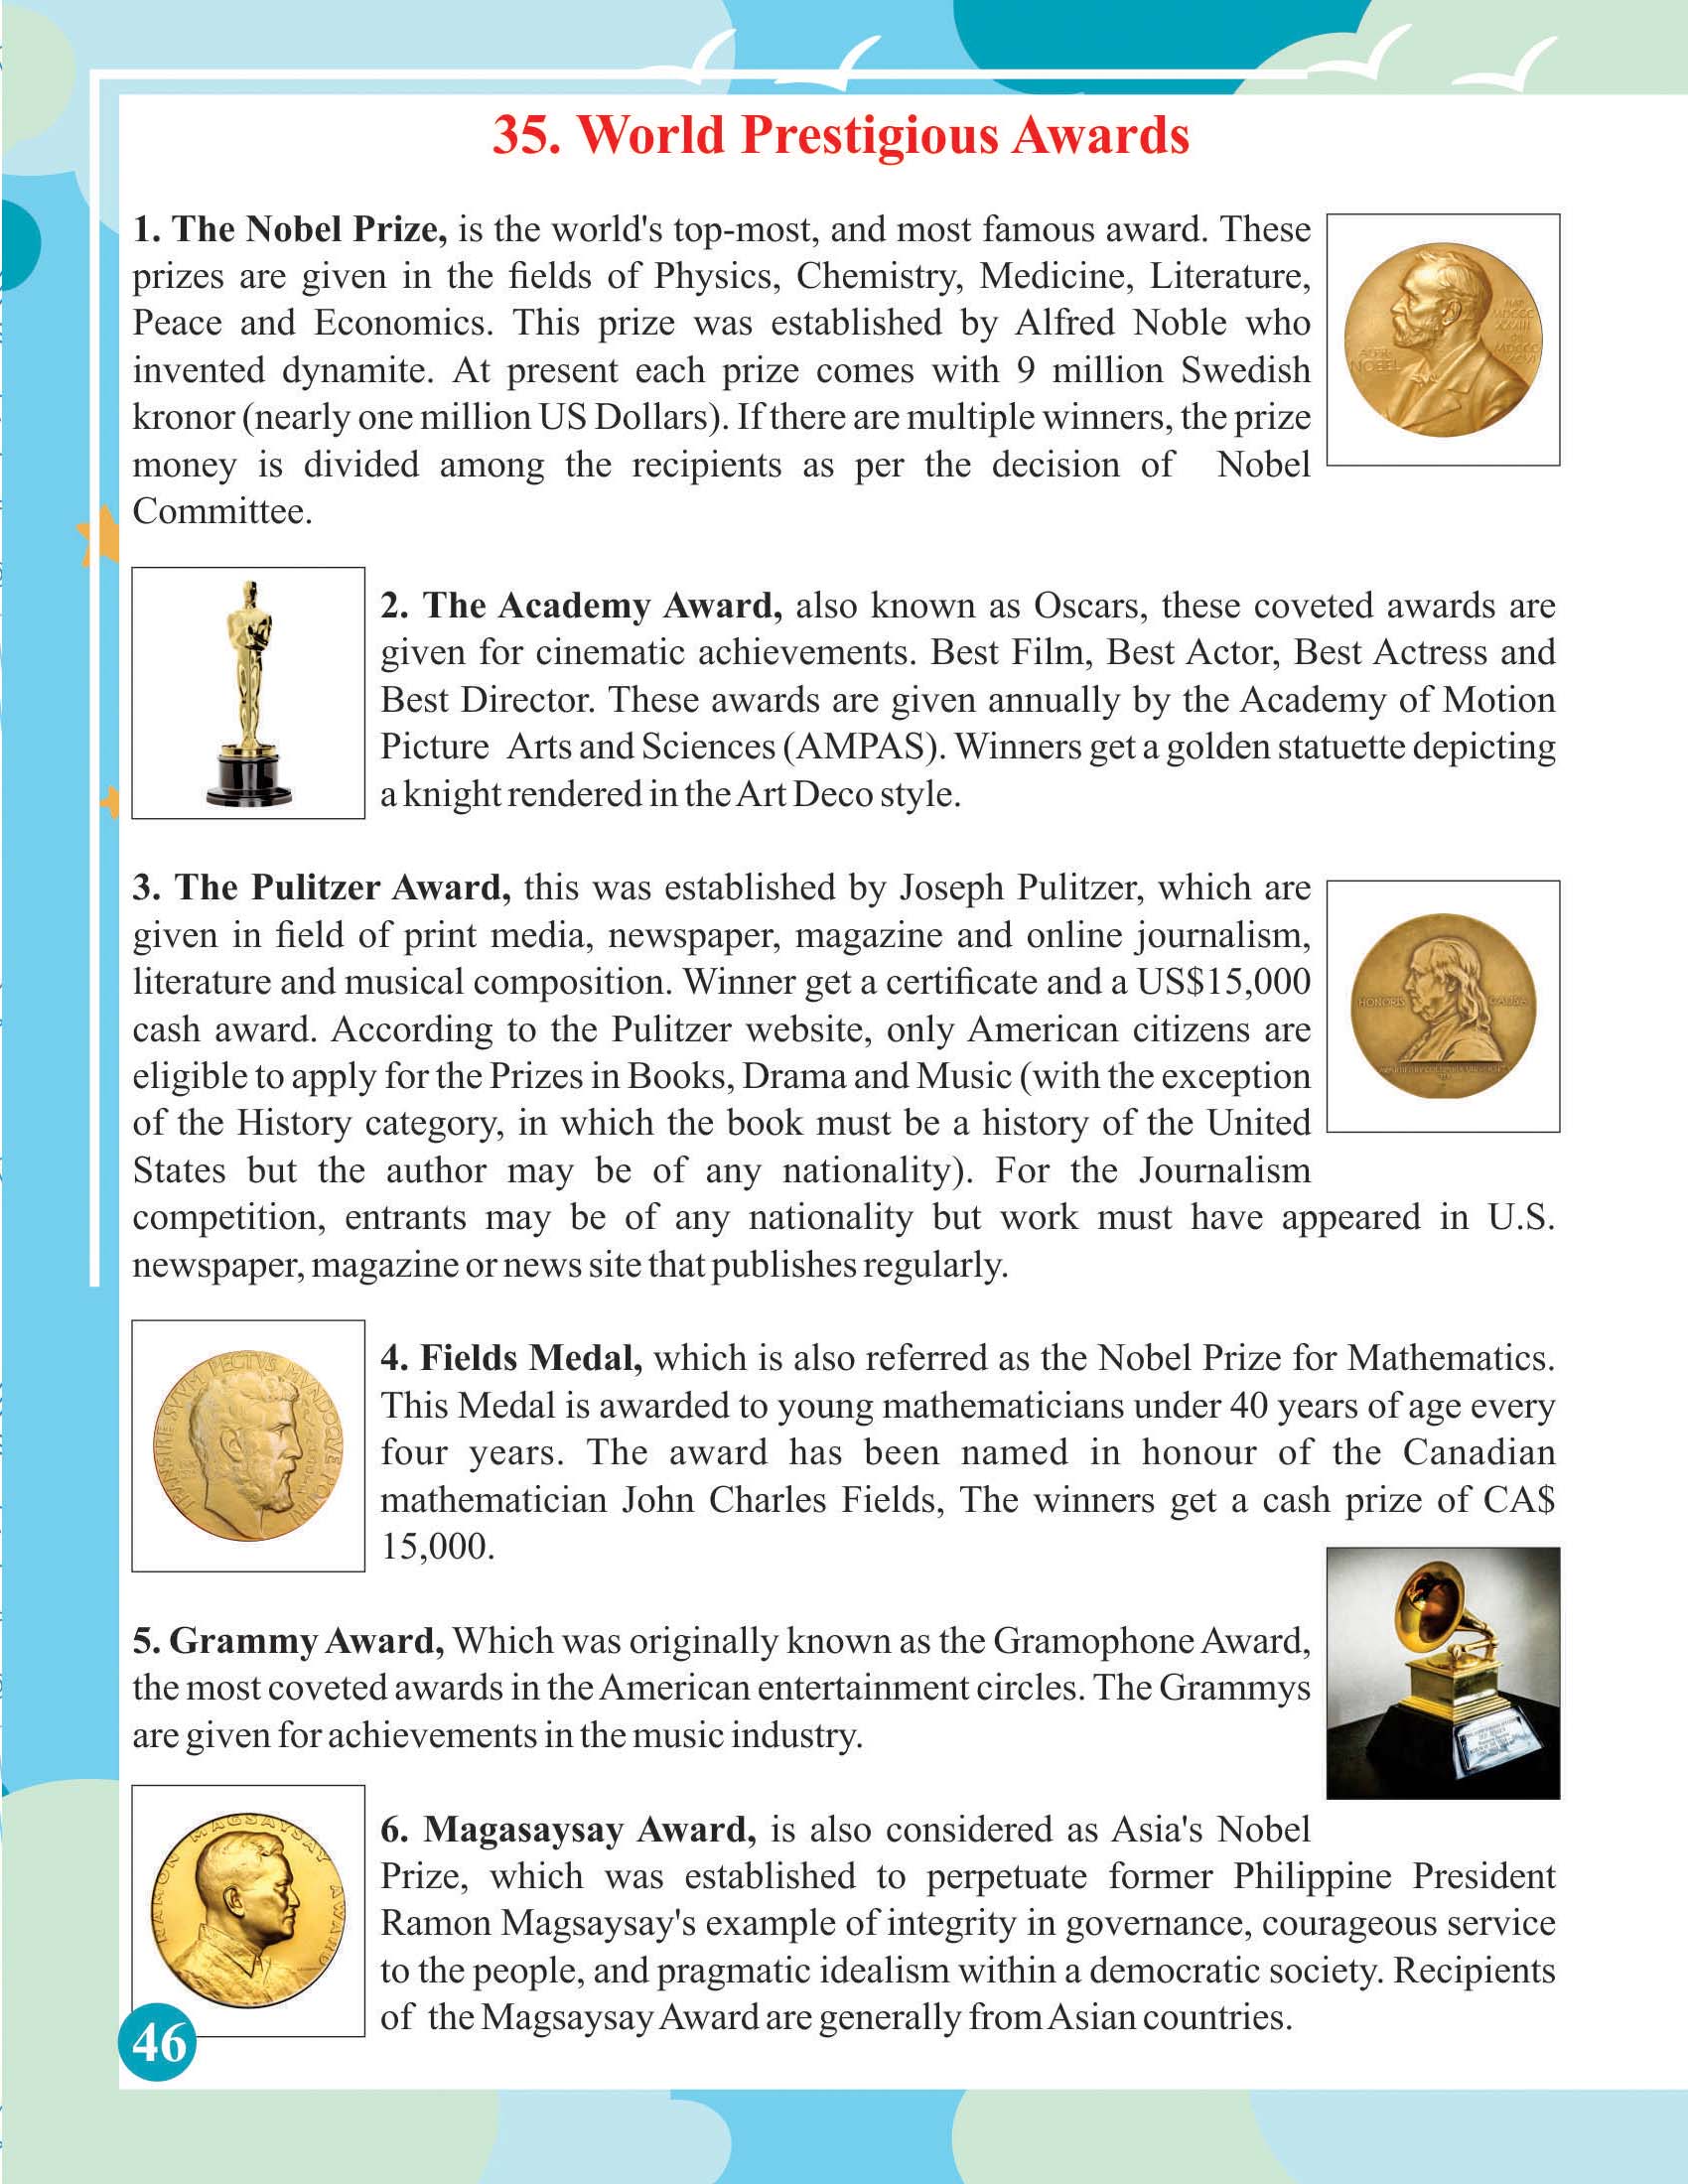 35. World Prestigious Awards
1. The Nobel Prize, is the world's top-most, and most famous award. These
prizes are given in the fields of Physics, Chemistry, Medicine, Literature,
Peace and Economics. This prize was established by Alfred Noble who
invented dynamite. At present each prize comes with 9 million Swedish
kronor (nearly one million US Dollars). If there are multiple winners, the prize
money is divided among the recipients as per the decision of Nobel
Committee.
2. The Academy Award, also known as Oscars, these coveted awards are
given for cinematic achievements. Best Film, Best Actor, Best Actress and
Best Director. These awards are given annually by the Academy of Motion
Picture Arts and Sciences (AMPAS). Winners get a golden statuette depicting
a knight rendered in the Art Deco style.
3. The Pulitzer Award, this was established by Joseph Pulitzer, which are
given in field of print media, newspaper, magazine and online journalism,
literature and musical composition. Winner get a certificate and a US$15,000
cash award. According to the Pulitzer website, only American citizens are
eligible to apply for the Prizes in Books, Drama and Music (with the exception
of the History category, in which the book must be a history of the United
States but the author may be of any nationality). For the Journalism
competition, entrants may be of any nationality but work must have appeared in U.S.
newspaper, magazine or news site that publishes regularly.
HONORIS CAUSA
4. Fields Medal, which is also referred as the Nobel Prize for Mathematics.
This Medal is awarded to young mathematicians under 40 years of age every
four years. The award has been named in honour of the Canadian
mathematician John Charles Fields, The winners get a cash prize of CA$
15,000.
TRANSIRE SVVM PECTVS MVNDOQVE POTIRI
5. Grammy Award, Which was originally known as the Gramophone Award,
the most coveted awards in the American entertainment circles. The Grammys
are given for achievements in the music industry.
6. Magasaysay Award, is also considered as Asia's Nobel
Prize, which was established to perpetuate former Philippine President
Ramon Magsaysay's example of integrity in governance, courageous service
to the people, and pragmatic idealism within a democratic society. Recipients
of the Magsaysay Award are generally from Asian countries.
RAMON MAGSAYSAY AWARD
46